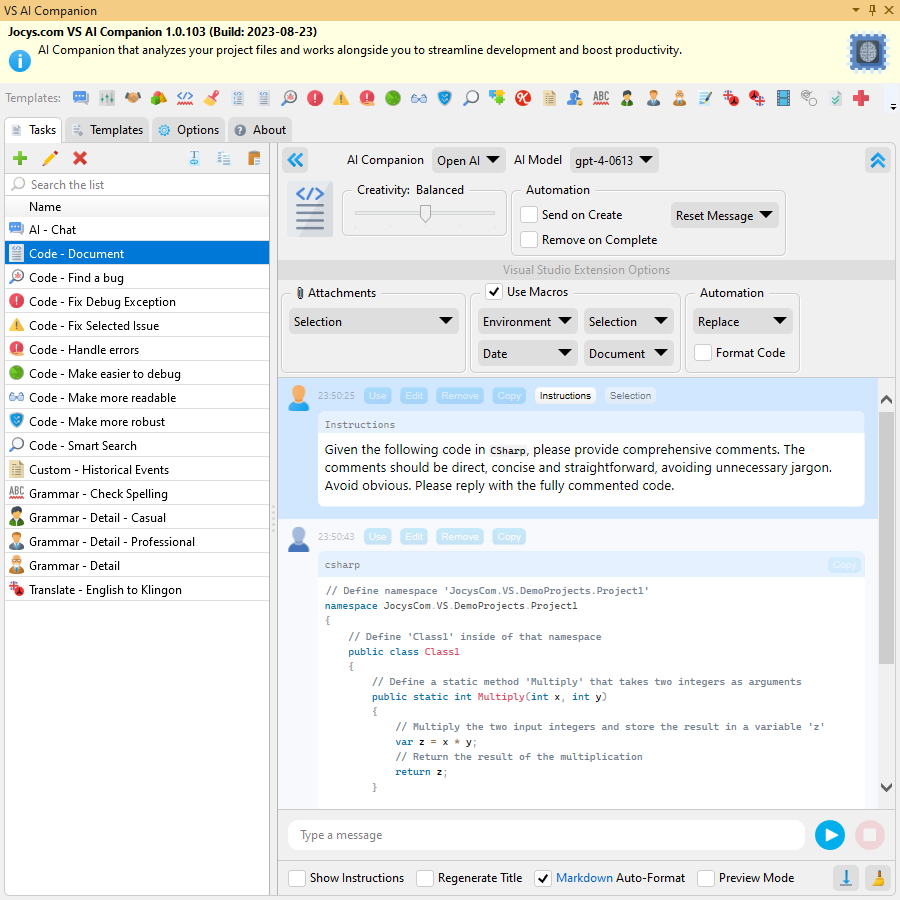 VS AI Companion
Jocys.com VS AI Companion 1.0.103 (Build: 2023-08-23)
AI Companion that analyzes your project files and works alongside you to streamline development and boost productivity.
Templates:
ABC
Tasks
Templates
Options
About
Search the list
Name
AI - Chat
Code - Document
Code - Find a bug
Code - Fix Debug Exception
Code - Fix Selected Issue
Code - Handle errors
Code - Make easier to debug
Code - Make more readable
Code - Make more robust
Code - Smart Search
Custom - Historical Events
ABC Grammar - Check Spelling
Grammar - Detail - Casual
Grammar - Detail - Professional
Grammar - Detail
Translate - English to Klingon
AI Companion
Open AI
AI Model
gpt-4-0613
Creativity: Balanced
Automation
Send on Create
Reset Message
Remove on Complete
Visual Studio Extension Options
Attachments
Selection
Use Macros
Environment
Selection
Date
Document
Automation
Replace
Format Code
23:50:25 Use Edit Remove Copy Instructions Selection
Instructions
Given the following code in CSharp, please provide comprehensive comments. The
comments should be direct, concise and straightforward, avoiding unnecessary jargon.
Avoid obvious. Please reply with the fully commented code.
23:50:43 Use Edit Remove Copy
csharp Copy
// Define namespace 'JocysCom.VS.DemoProjects.Project1'
namespace JocysCom.VS.DemoProjects.Project1
{
// Define 'Class1' inside of that namespace
public class Class1
{
// Define a static method 'Multiply' that takes two integers as arguments
public static int Multiply(int x, int y)
{
// Multiply the two input integers and store the result in a variable 'z'
var z = x * y;
// Return the result of the multiplication
return z;
}
Type a message
Show Instructions
Regenerate Title
Markdown Auto-Format
Preview Mode